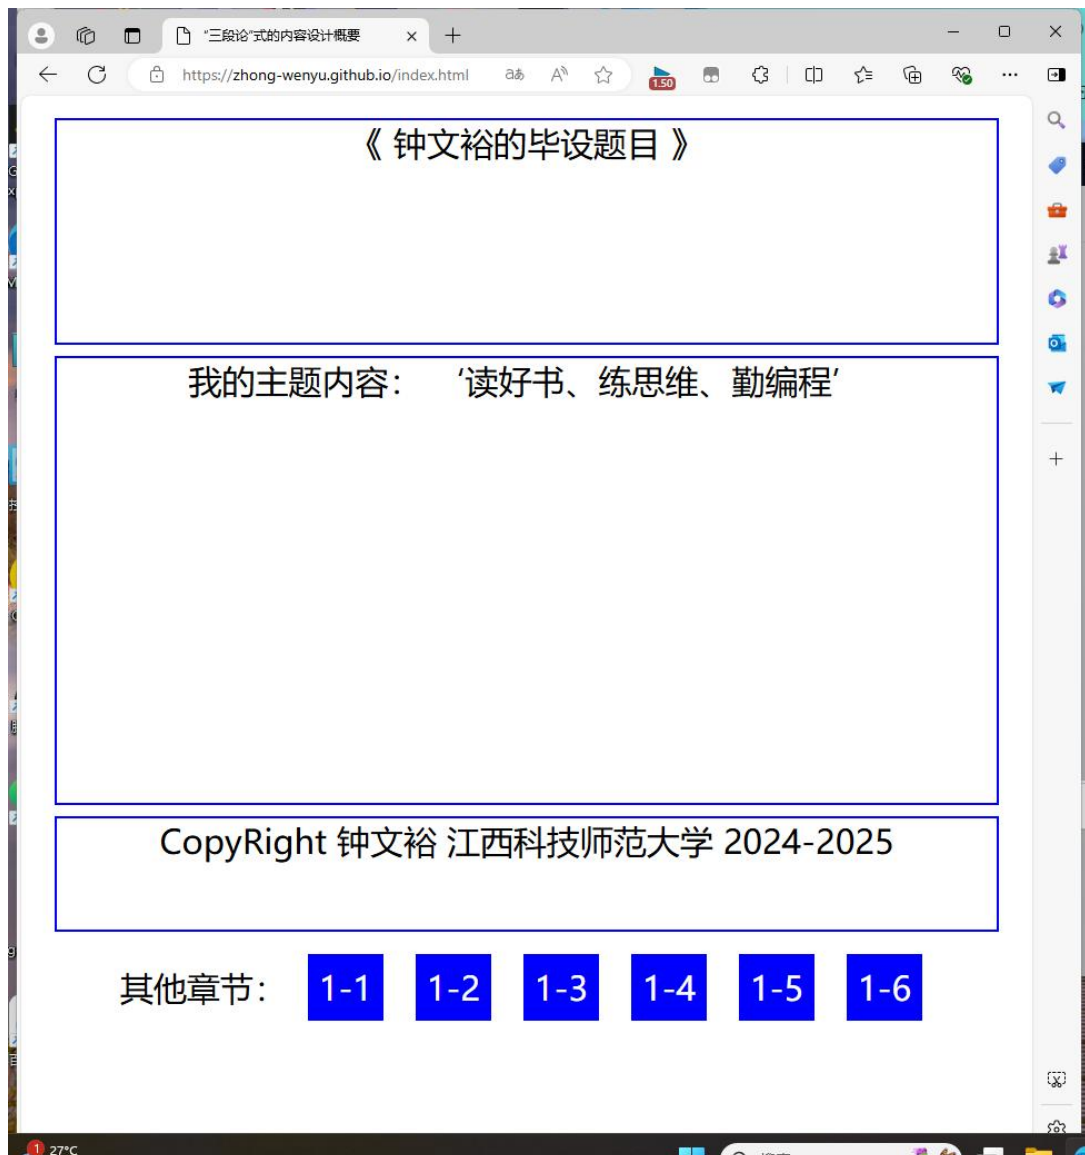 “三段论”式的内容设计概要
https://zhong-wenyu.github.io/index.html
1.50
《 钟文裕的毕设题目 》
我的主题内容： ‘读好书、练思维、勤编程’
CopyRight 钟文裕 江西科技师范大学 2024-2025
其他章节： 1-1 1-2 1-3 1-4 1-5 1-6
1 27°C